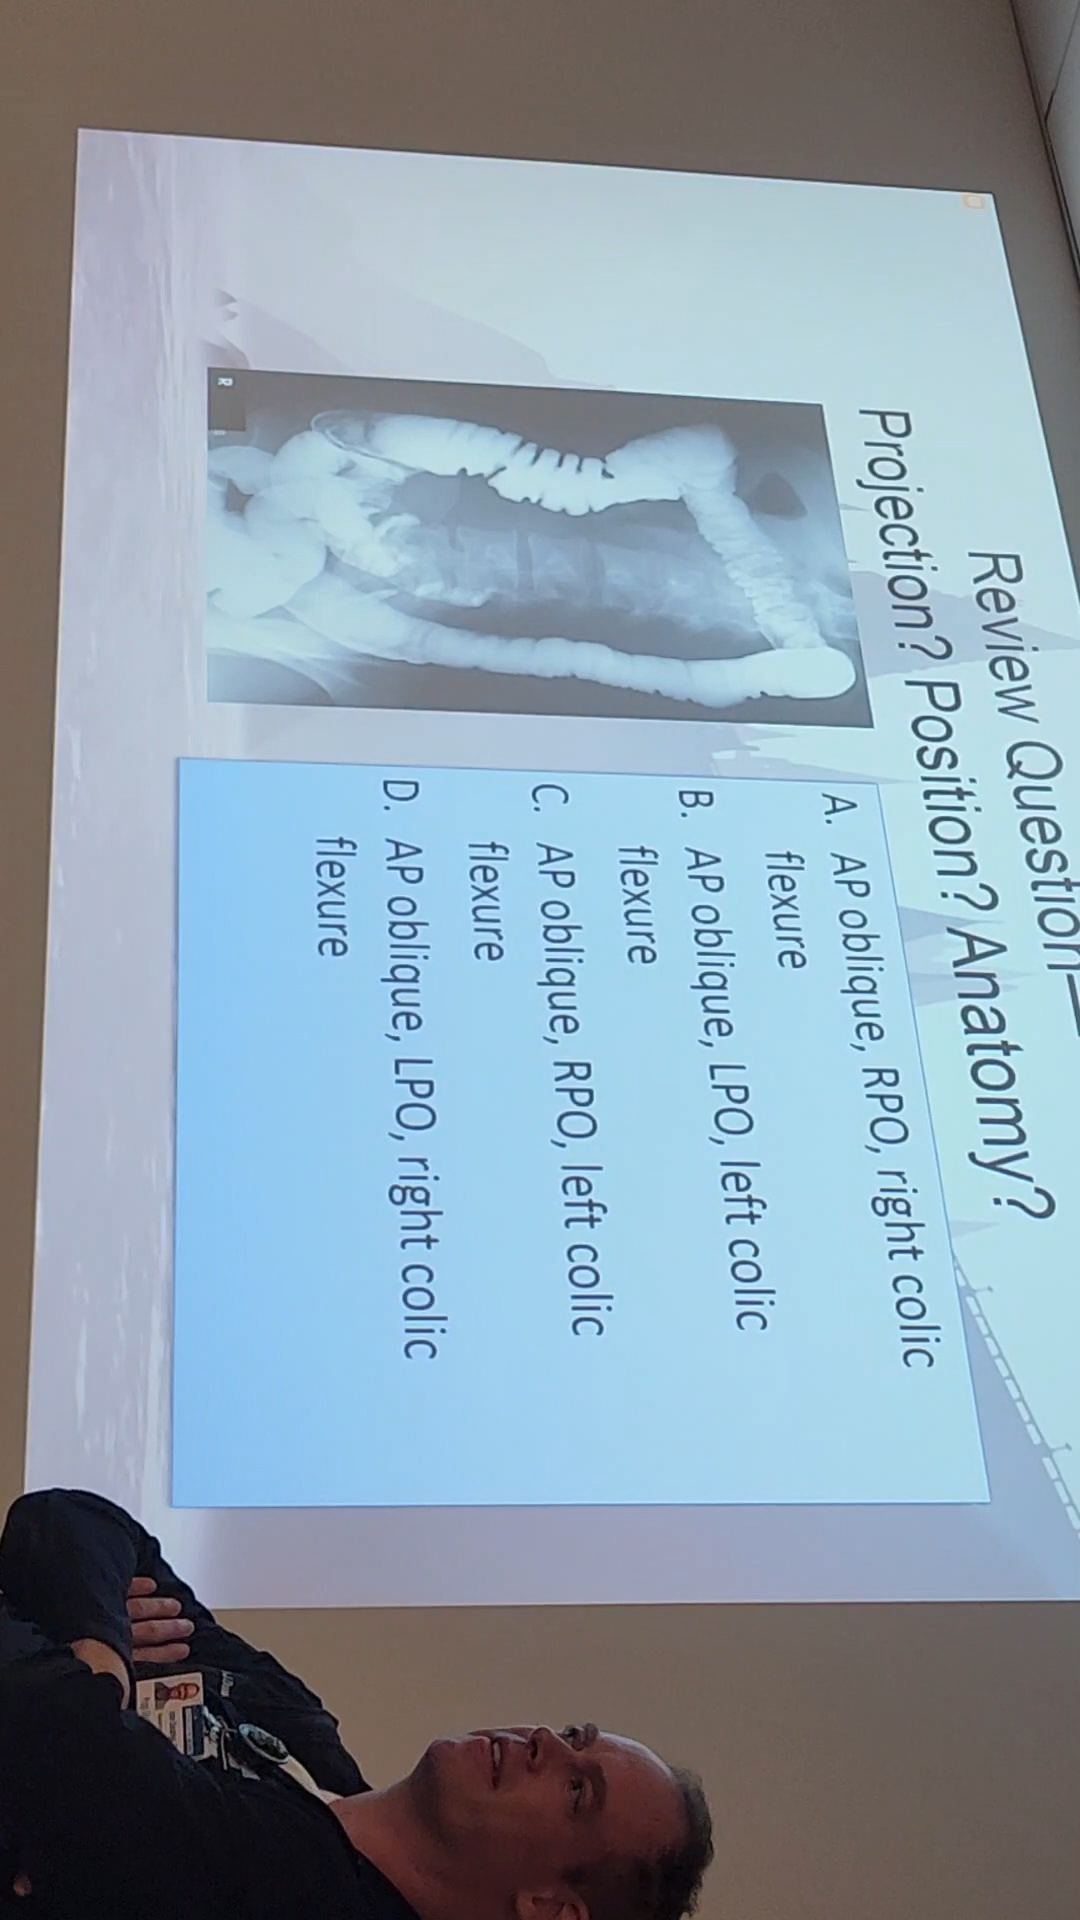 Review Question—
Projection? Position? Anatomy?
A. AP oblique, RPO, right colic
flexure
B. AP oblique, LPO, left colic
flexure
C. AP oblique, RPO, left colic
flexure
D. AP oblique, LPO, right colic
flexure
R